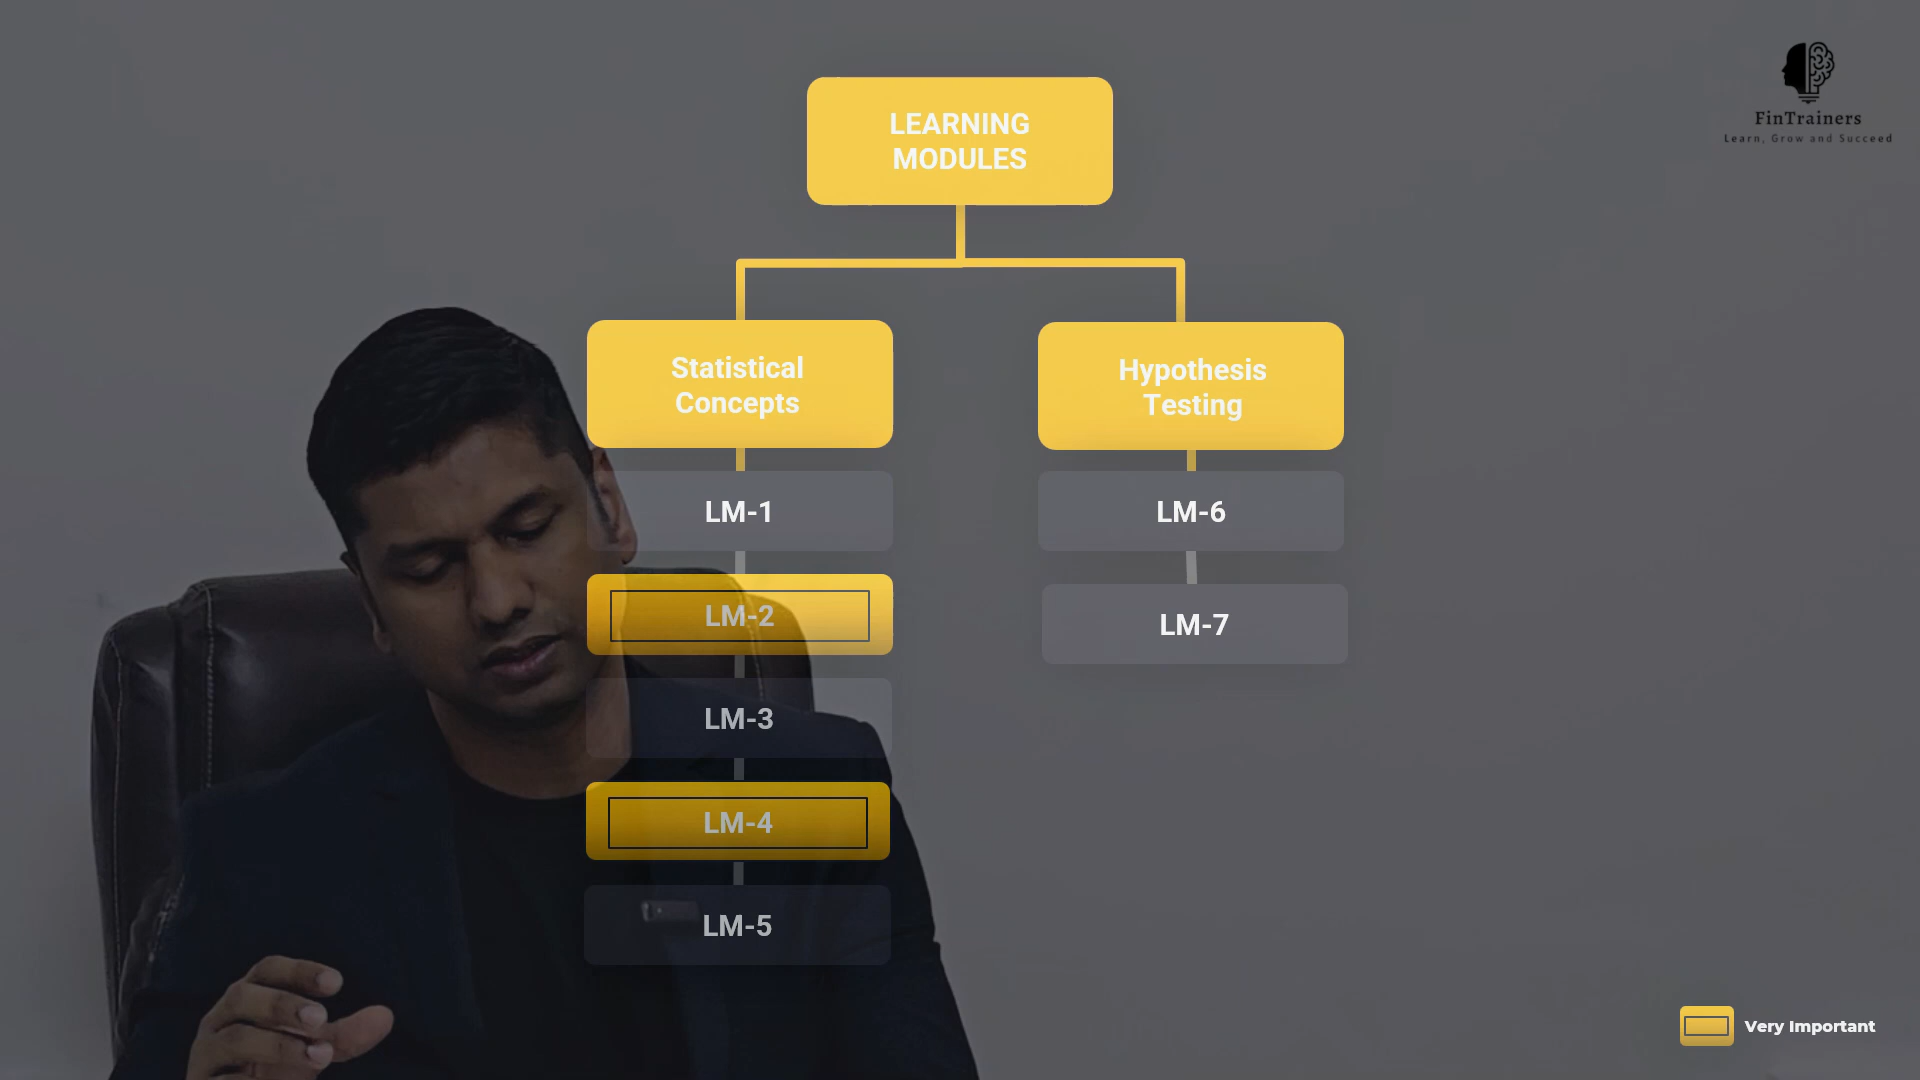 FinTrainers
Learn, Grow and Succeed
LEARNING
MODULES
Statistical
Concepts
LM-1
LM-2
LM-3
LM-4
LM-5
Hypothesis
Testing
LM-6
LM-7
Very Important